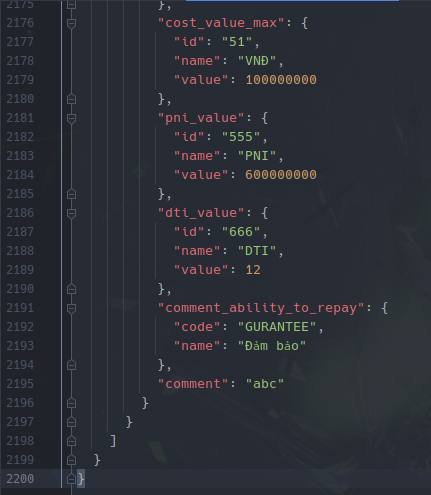 2175 },
2176 "cost_value_max": {
2177 "id": "51",
2178 "name": "VNĐ",
2179 "value": 100000000
2180 },
2181 "pni_value": {
2182 "id": "555",
2183 "name": "PNI",
2184 "value": 600000000
2185 },
2186 "dti_value": {
2187 "id": "666",
2188 "name": "DTI",
2189 "value": 12
2190 },
2191 "comment_ability_to_repay": {
2192 "code": "GURANTEE",
2193 "name": "Đảm bảo"
2194 },
2195 "comment": "abc"
2196 }
2197 }
2198 ]
2199 }
2200 }